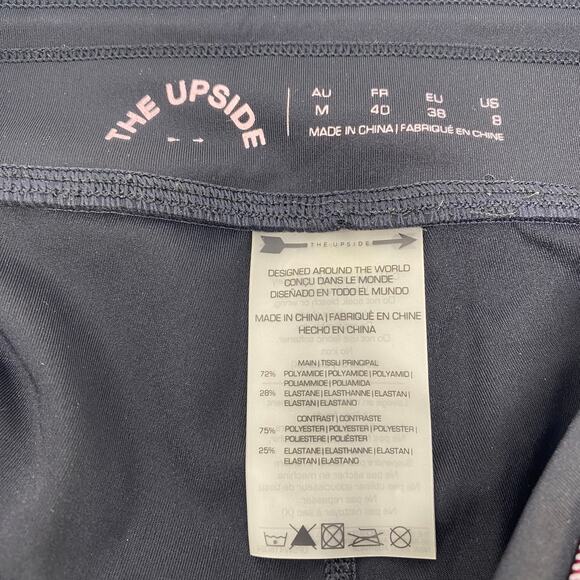 THE UPSIDE
AU FR EU US
M 40 38 8
MADE IN CHINA | FABRIQUÉ EN CHINE
THE UPSIDE
DESIGNED AROUND THE WORLD
CONÇU DANS LE MONDE
DISEÑADO EN TODO EL MUNDO
MADE IN CHINA | FABRIQUÉ EN CHINE
HECHO EN CHINA
MAIN | TISSU PRINCIPAL
72% POLYAMIDE | POLYAMIDE | POLYAMID |
POLIAMMIDE | POLIAMIDA
28% ELASTANE | ELASTHANNE | ELASTAN |
ELASTAN | ELASTANO
CONTRAST | CONTRASTE
75% POLYESTER | POLYESTER | POLYESTER |
POLIESTERE | POLIÉSTER
25% ELASTANE | ELASTHANNE | ELASTAN |
ELASTAN | ELASTANO